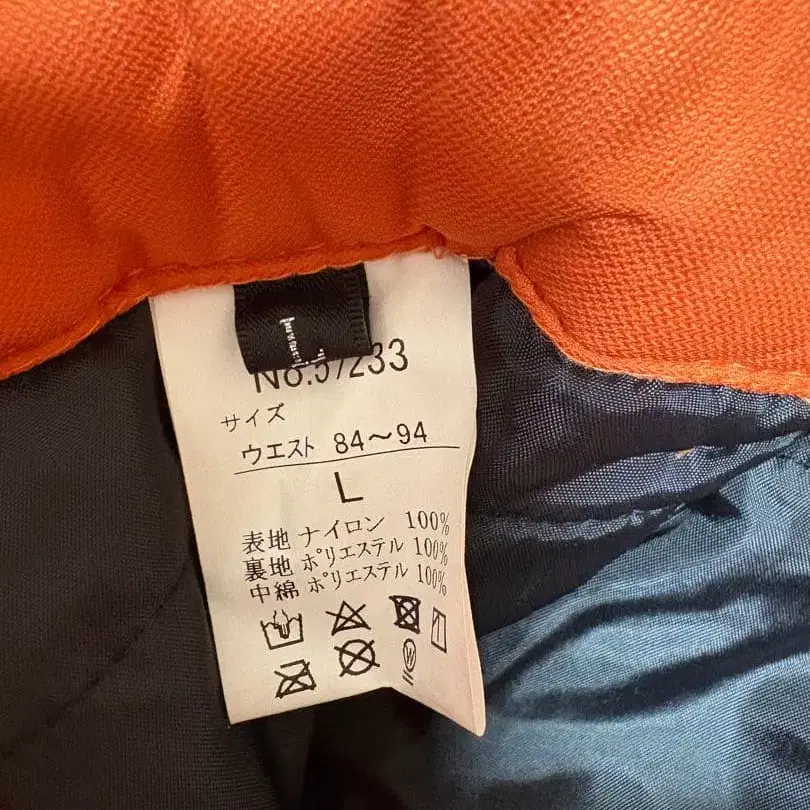 L
No.57233
サイズ
ウエスト 84～94
L
表地 ナイロン 100%
裏地 ポリエステル 100%
中綿 ポリエステル 100%
W